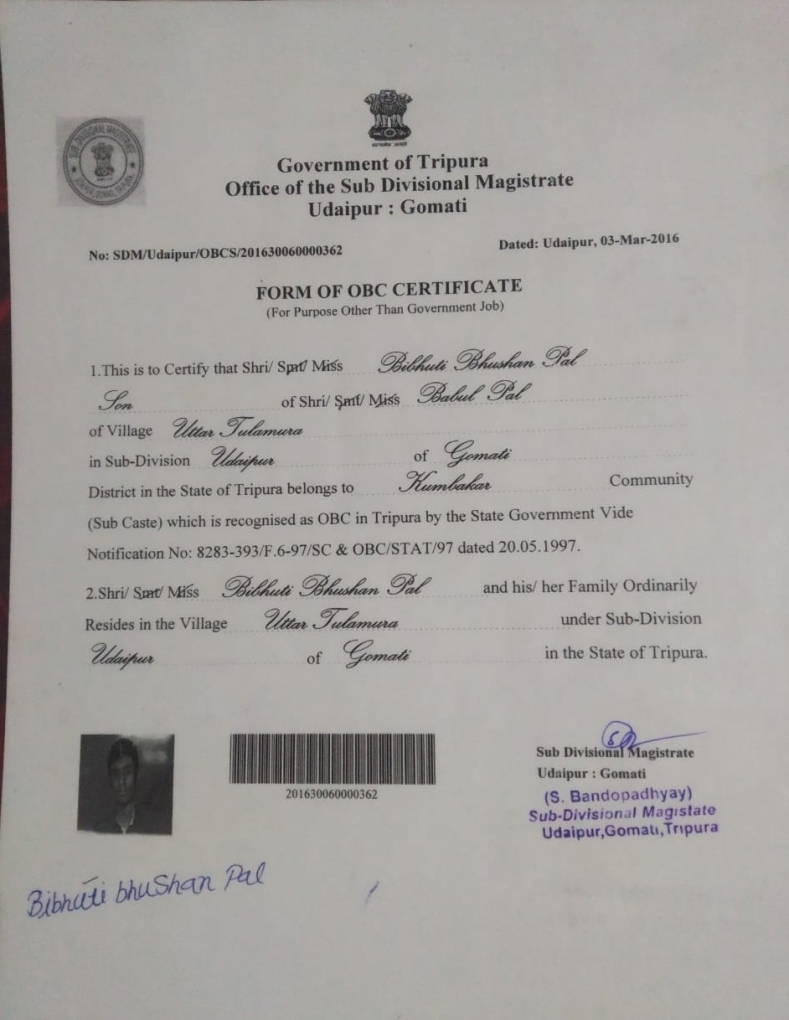 SUB DIVISIONAL MAGISTRATE
Government of Tripura
Office of the Sub Divisional Magistrate
Udaipur : Gomati
No: SDM/Udaipur/OBCS/201630060000362 Dated: Udaipur, 03-Mar-2016
FORM OF OBC CERTIFICATE
(For Purpose Other Than Government Job)
1.This is to Certify that Shri/ Smt/ Miss Bibhuti Bhushan Pal
Son of Shri/ Smt/ Miss Babul Pal
of Village Uttar Tulamura
in Sub-Division Udaipur of Gomati
District in the State of Tripura belongs to Kumbakar Community
(Sub Caste) which is recognised as OBC in Tripura by the State Government Vide
Notification No: 8283-393/F.6-97/SC & OBC/STAT/97 dated 20.05.1997.
2.Shri/ Smt/ Miss Bibhuti Bhushan Pal and his/ her Family Ordinarily
Resides in the Village Uttar Tulamura under Sub-Division
Udaipur of Gomati in the State of Tripura.
201630060000362
Sub Divisional Magistrate
Udaipur : Gomati
(S. Bandopadhyay)
Sub-Divisional Magistate
Udaipur,Gomati,Tripura
Bibhuti bhuShan Pal